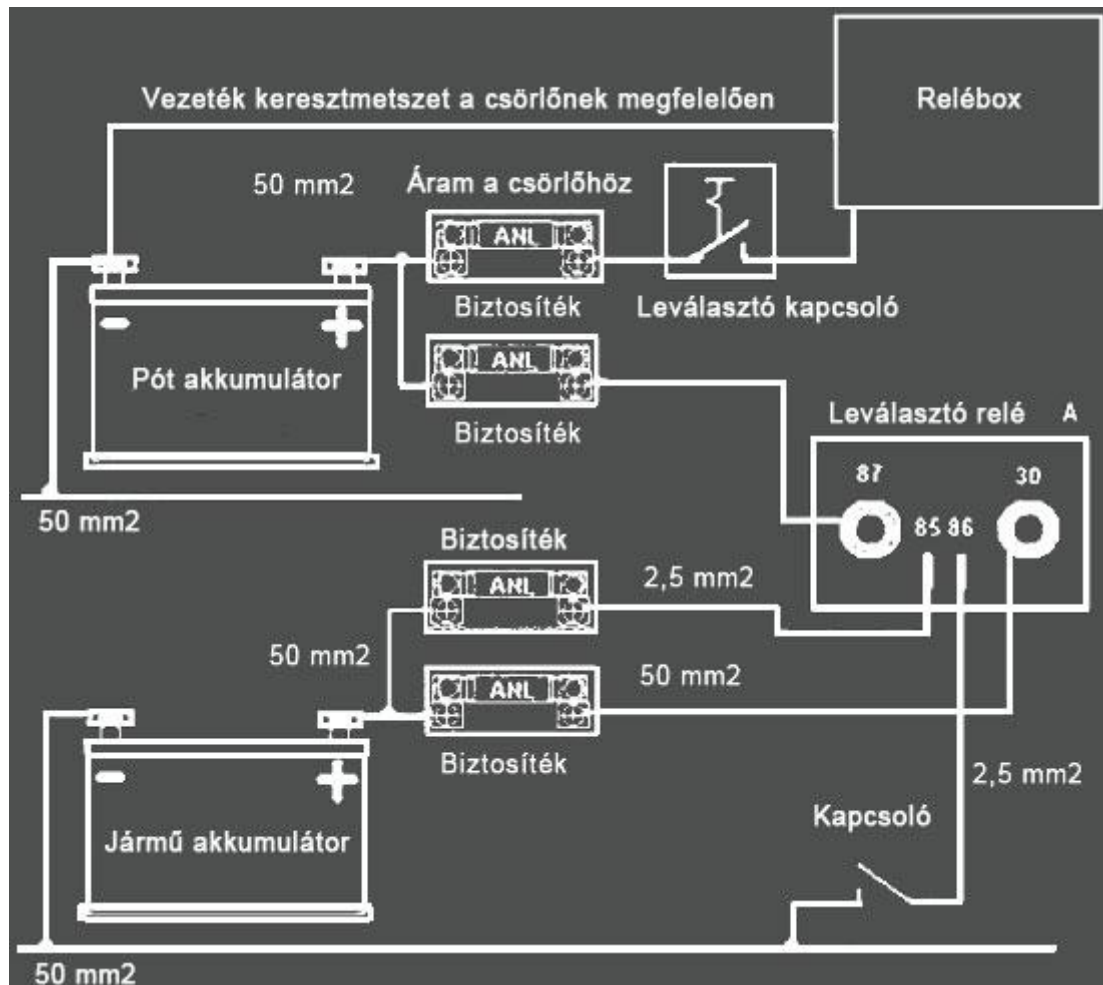 Vezeték keresztmetszet a csörlőnek megfelelően
Relébox
50 mm2
Áram a csörlőhöz
ANL
Biztosíték
Leválasztó kapcsoló
-
+
Pót akkumulátor
ANL
Biztosíték
Leválasztó relé A
87
30
85 86
50 mm2
Biztosíték
ANL
2,5 mm2
50 mm2
ANL
50 mm2
Biztosíték
-
+
2,5 mm2
Kapcsoló
Jármű akkumulátor
50 mm2